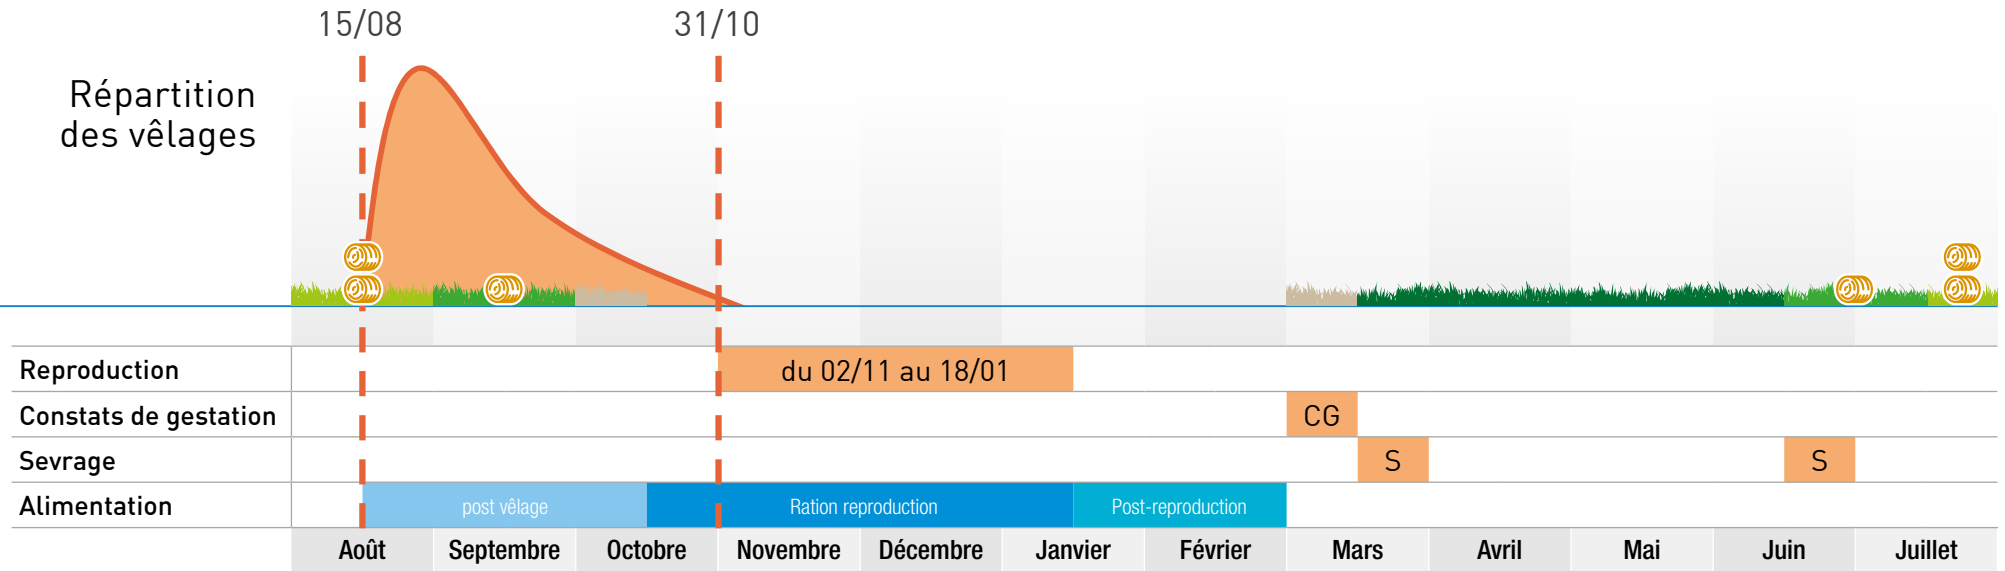 15/08
31/10
Répartition
des vêlages
Reproduction
du 02/11 au 18/01
Constats de gestation
CG
Sevrage
S
S
Alimentation
post vêlage
Ration reproduction
Post-reproduction
Août
Septembre
Octobre
Novembre
Décembre
Janvier
Février
Mars
Avril
Mai
Juin
Juillet